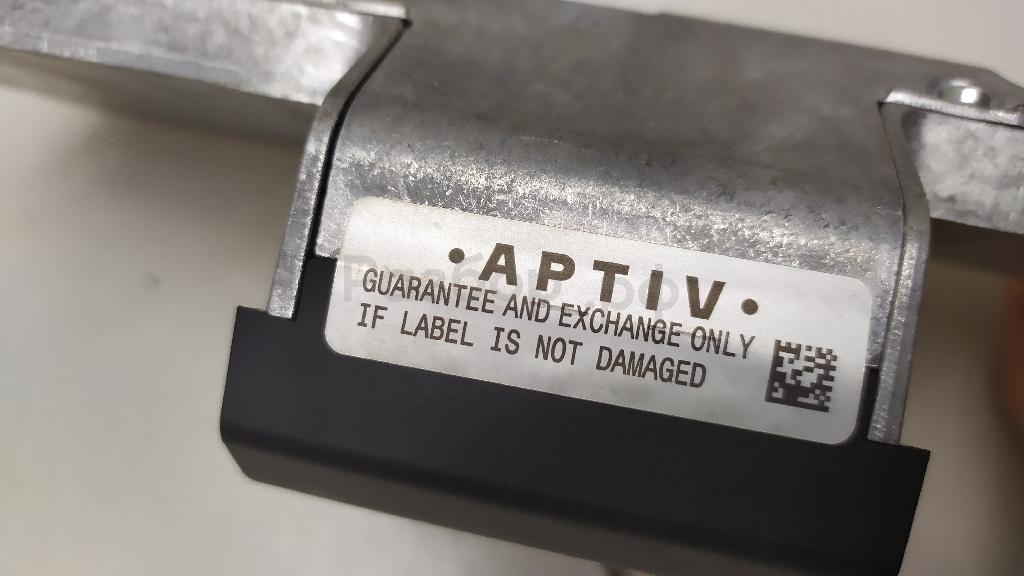 •APTIV•
GUARANTEE AND EXCHANGE ONLY
IF LABEL IS NOT DAMAGED